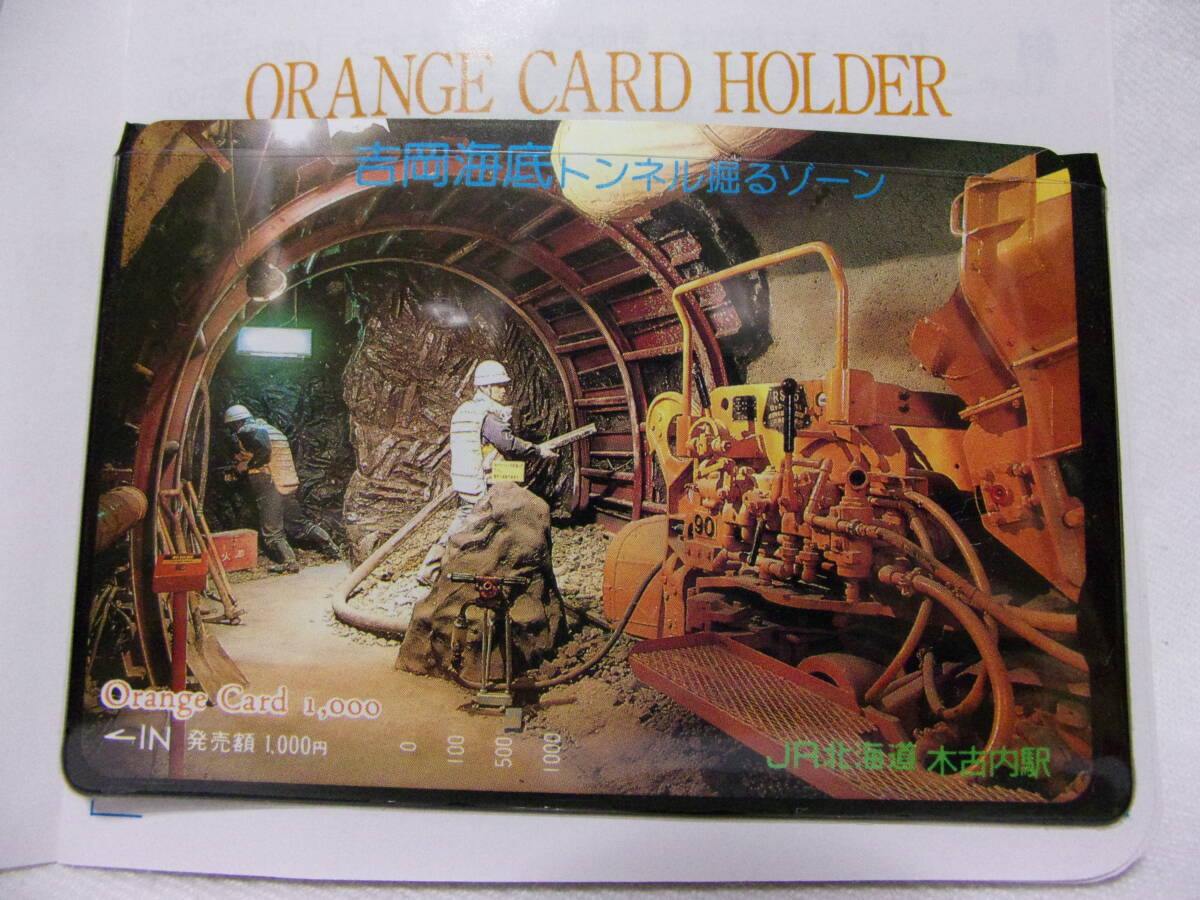 ORANGE CARD HOLDER
吉岡海底トンネル掘るゾーン
90
Orange Card 1,000
IN 発売額 1,000円
0 100 500 1000
JR北海道 木古内駅